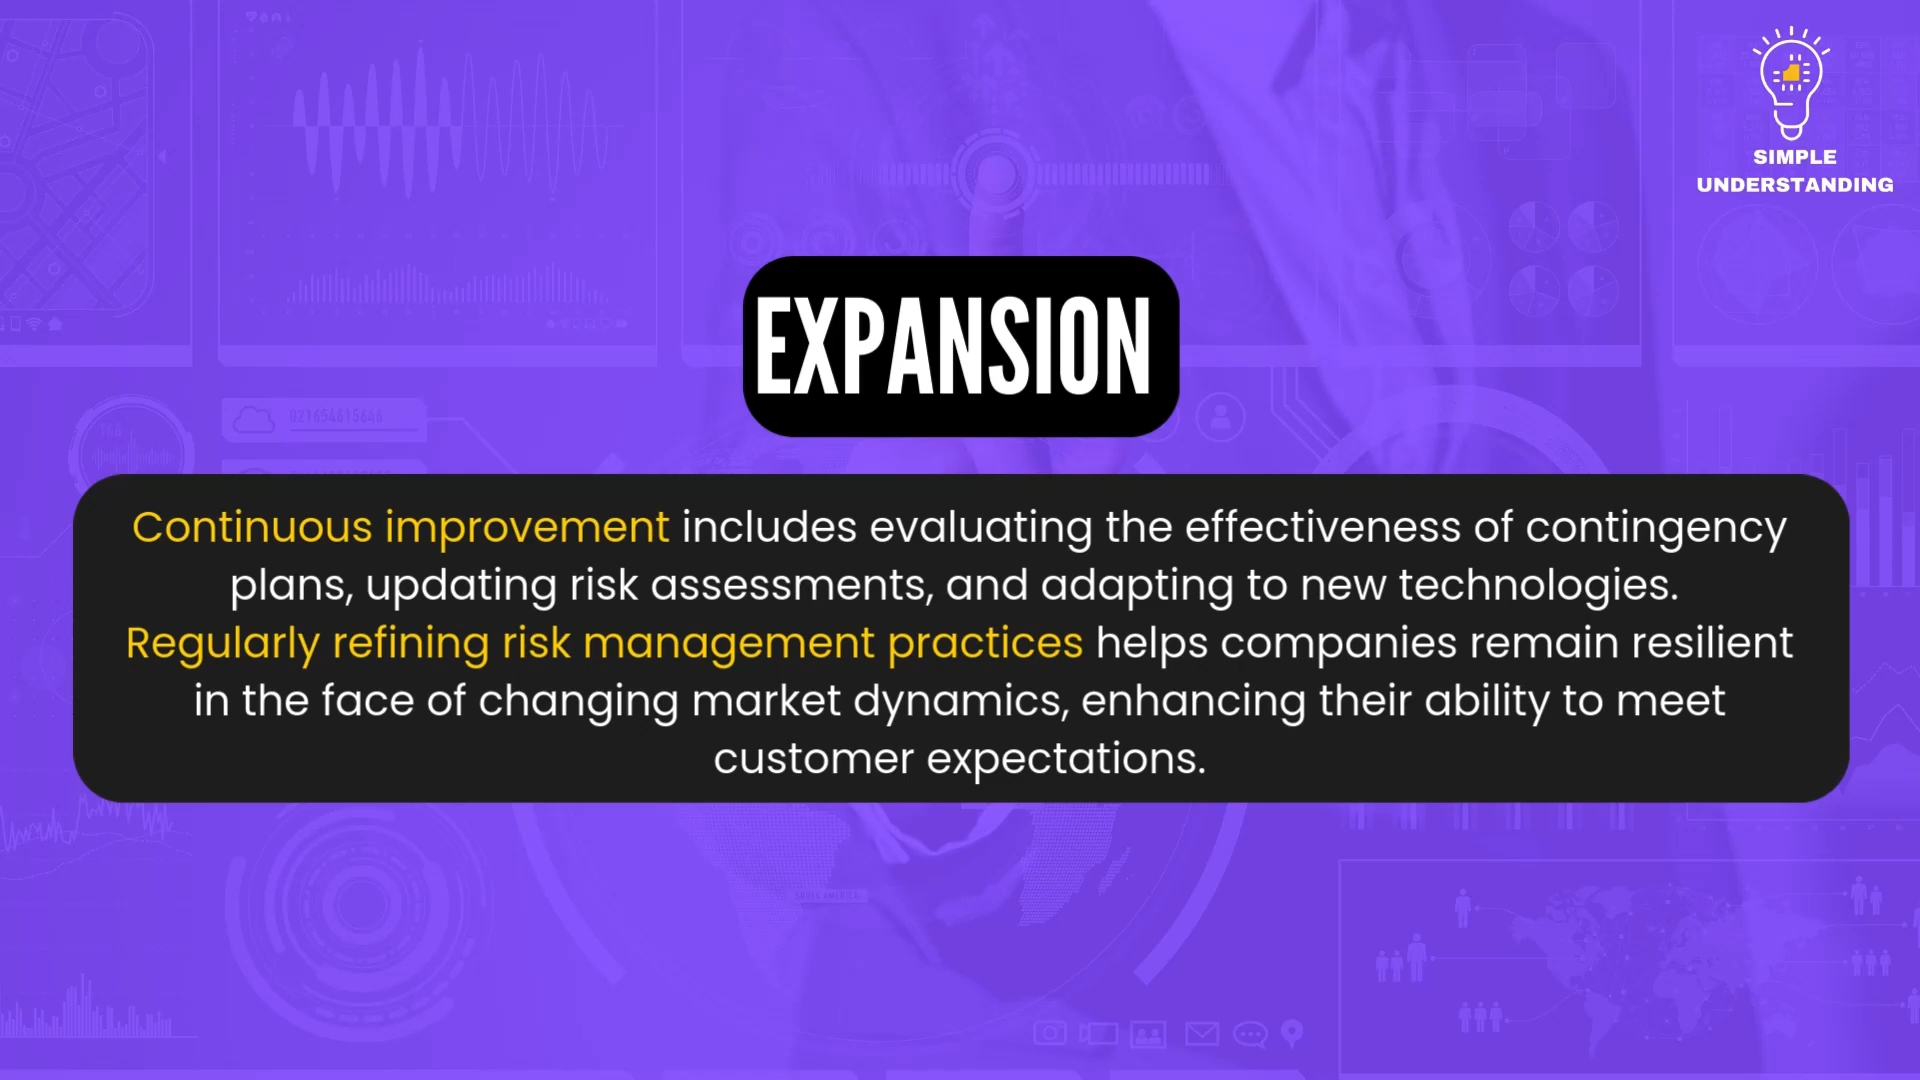 SIMPLE
UNDERSTANDING
EXPANSION
021654615646
Continuous improvement includes evaluating the effectiveness of contingency
plans, updating risk assessments, and adapting to new technologies.
Regularly refining risk management practices helps companies remain resilient
in the face of changing market dynamics, enhancing their ability to meet
customer expectations.